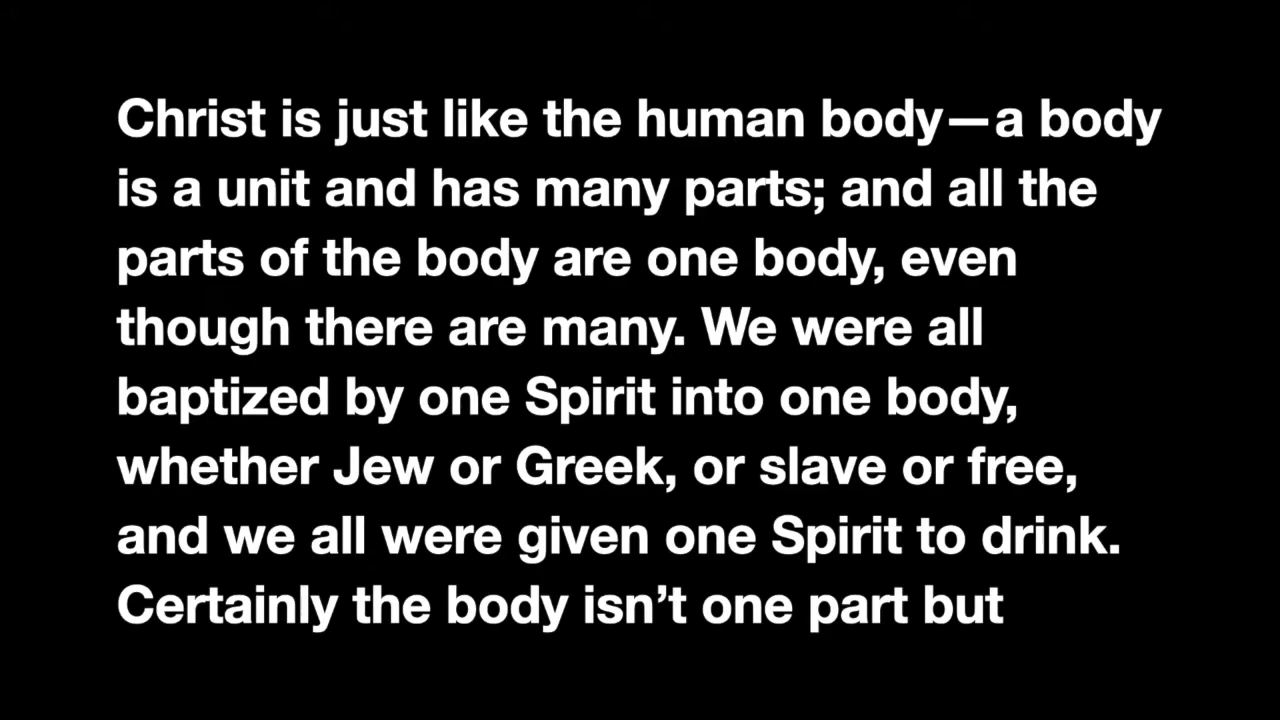 Christ is just like the human body—a body
is a unit and has many parts; and all the
parts of the body are one body, even
though there are many. We were all
baptized by one Spirit into one body,
whether Jew or Greek, or slave or free,
and we all were given one Spirit to drink.
Certainly the body isn’t one part but